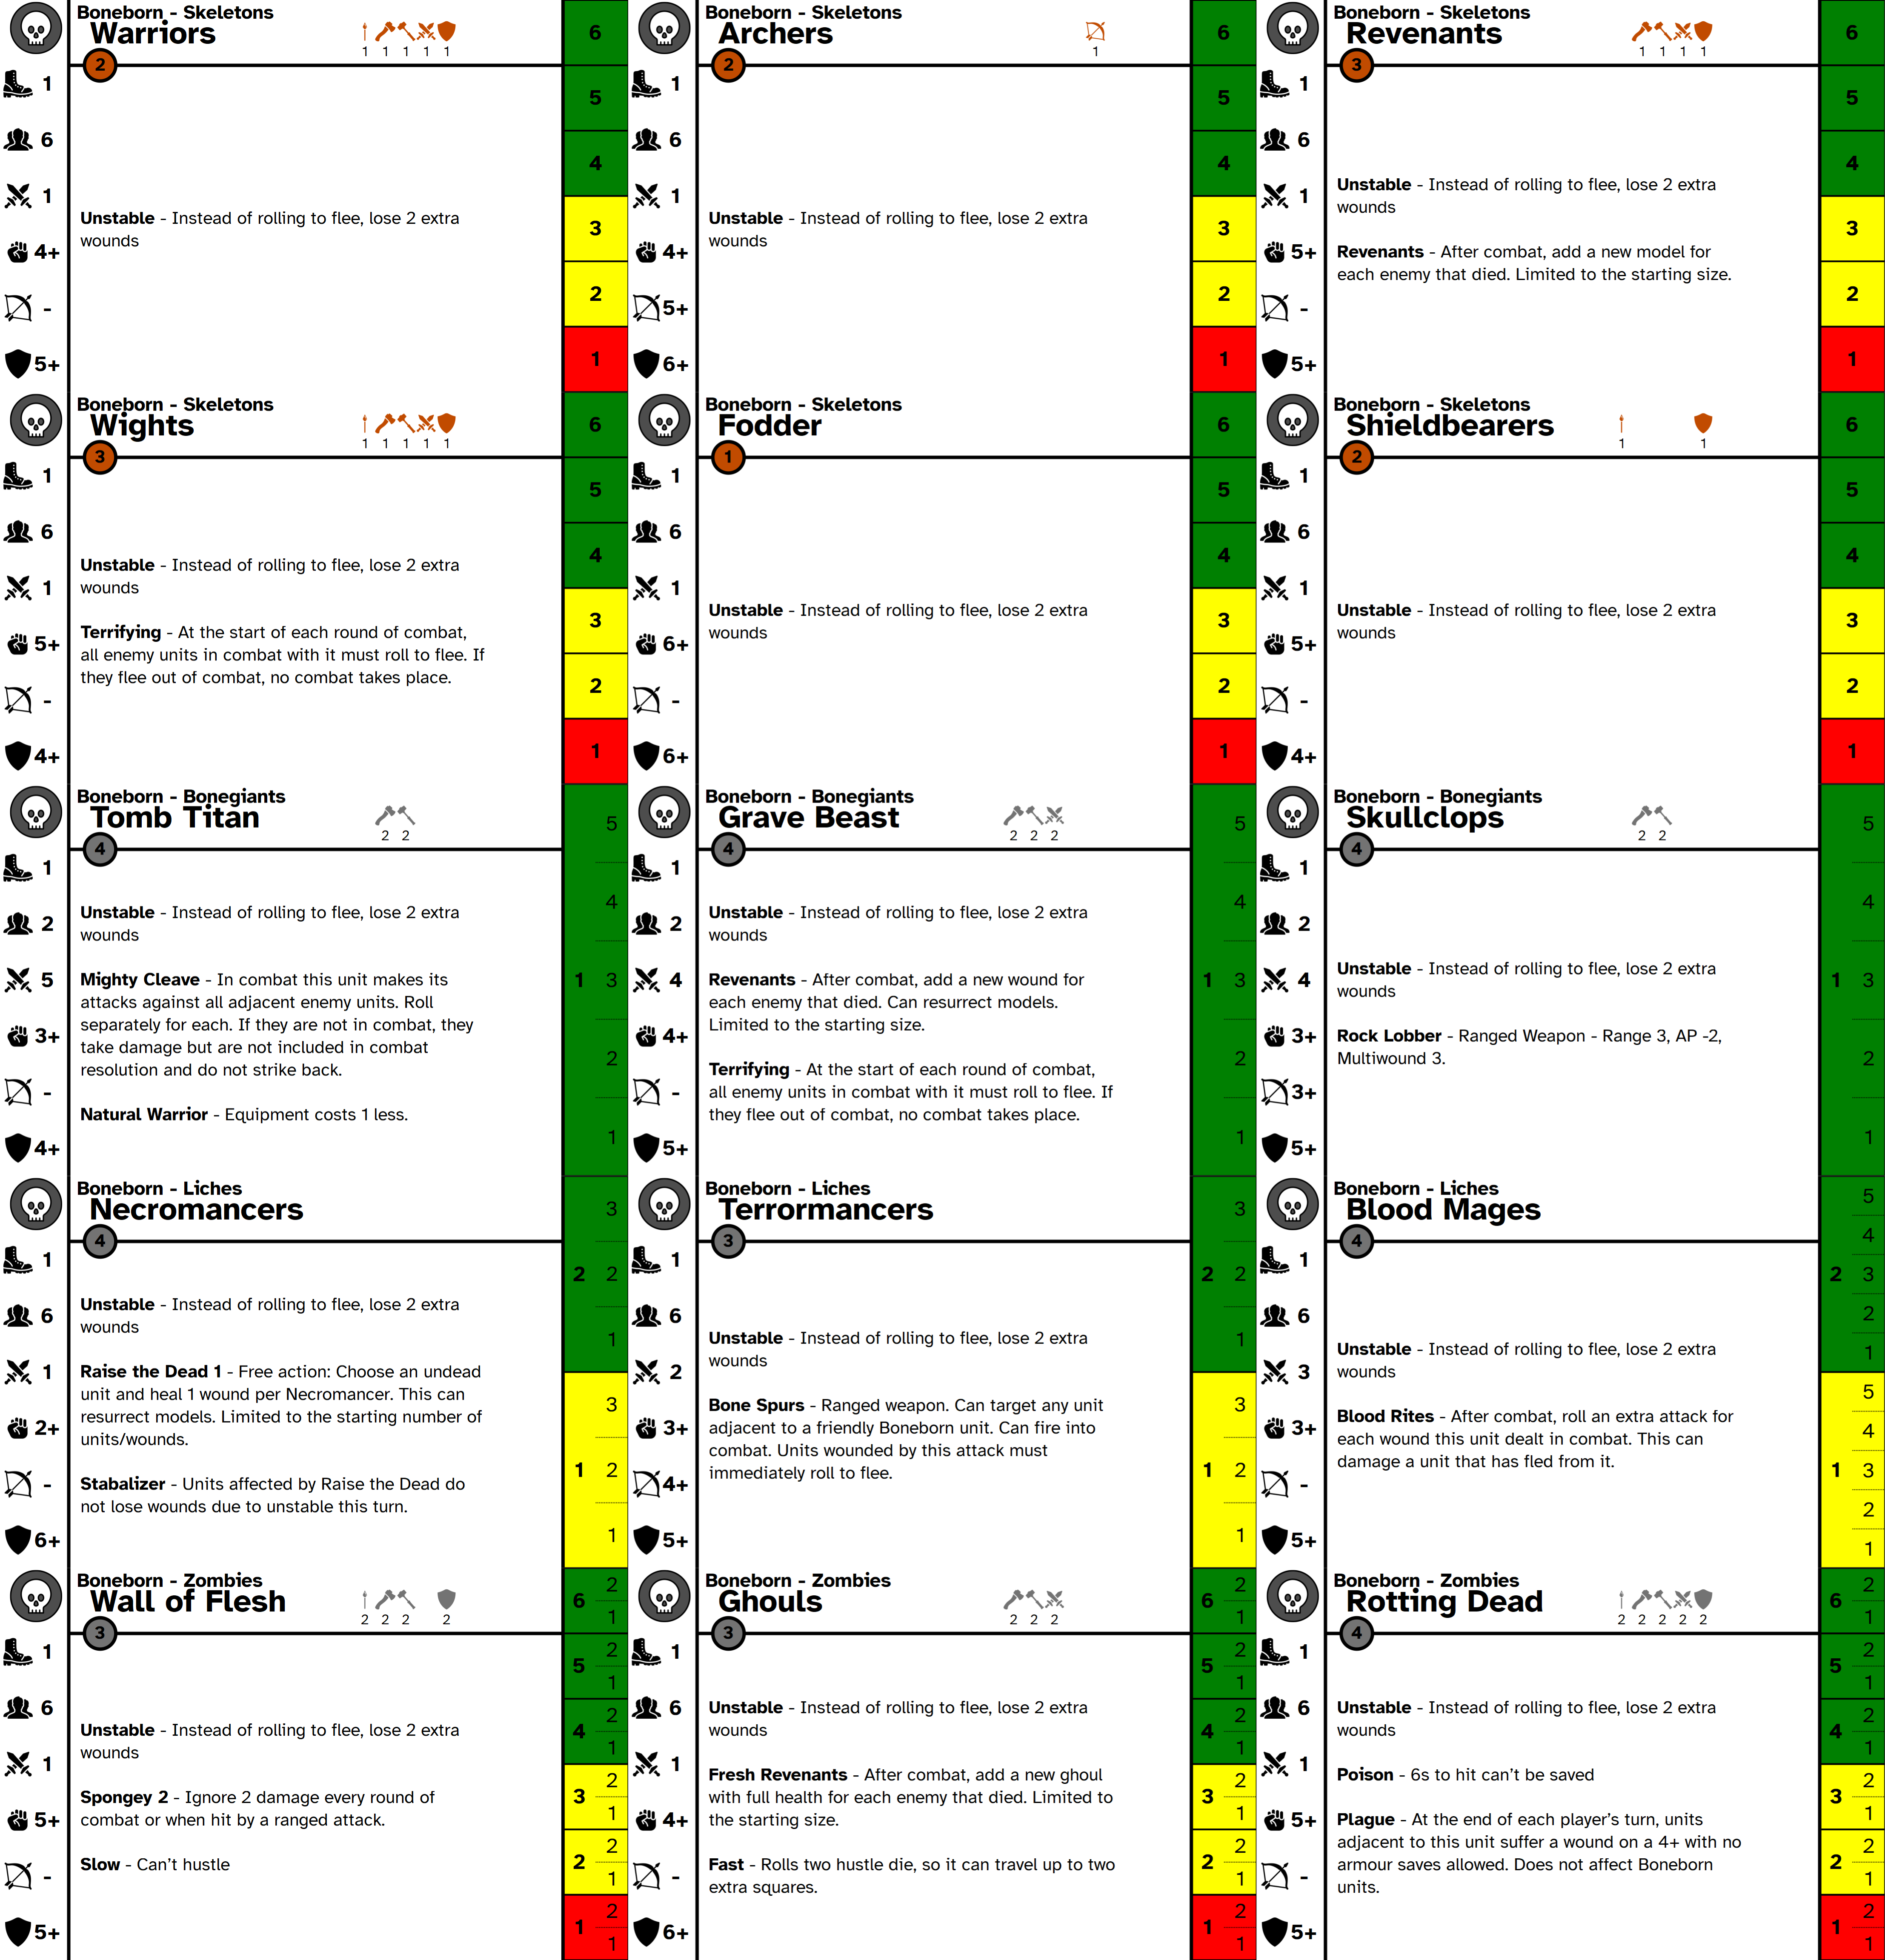 Boneborn - Skeletons
Warriors
1 1 1 1 1
2
1
6
1
4+
-
5+
Unstable - Instead of rolling to flee, lose 2 extra
wounds
6
5
4
3
2
1
Boneborn - Skeletons
Archers
1
2
1
6
1
4+
5+
6+
Unstable - Instead of rolling to flee, lose 2 extra
wounds
6
5
4
3
2
1
Boneborn - Skeletons
Revenants
1 1 1 1
3
1
6
1
5+
-
5+
Unstable - Instead of rolling to flee, lose 2 extra
wounds
Revenants - After combat, add a new model for
each enemy that died. Limited to the starting size.
6
5
4
3
2
1
Boneborn - Skeletons
Wights
1 1 1 1 1
3
1
6
1
5+
-
4+
Unstable - Instead of rolling to flee, lose 2 extra
wounds
Terrifying - At the start of each round of combat,
all enemy units in combat with it must roll to flee. If
they flee out of combat, no combat takes place.
6
5
4
3
2
1
Boneborn - Skeletons
Fodder
1
1
6
1
6+
-
6+
Unstable - Instead of rolling to flee, lose 2 extra
wounds
6
5
4
3
2
1
Boneborn - Skeletons
Shieldbearers
1 1
2
1
6
1
5+
-
4+
Unstable - Instead of rolling to flee, lose 2 extra
wounds
6
5
4
3
2
1
Boneborn - Bonegiants
Tomb Titan
2 2
4
1
2
5
3+
-
4+
Unstable - Instead of rolling to flee, lose 2 extra
wounds
Mighty Cleave - In combat this unit makes its
attacks against all adjacent enemy units. Roll
separately for each. If they are not in combat, they
take damage but are not included in combat
resolution and do not strike back.
Natural Warrior - Equipment costs 1 less.
5
4
1 3
2
1
Boneborn - Bonegiants
Grave Beast
2 2 2
4
1
2
4
4+
-
5+
Unstable - Instead of rolling to flee, lose 2 extra
wounds
Revenants - After combat, add a new wound for
each enemy that died. Can resurrect models.
Limited to the starting size.
Terrifying - At the start of each round of combat,
all enemy units in combat with it must roll to flee. If
they flee out of combat, no combat takes place.
5
4
1 3
2
1
Boneborn - Bonegiants
Skullclops
2 2
4
1
2
4
3+
3+
5+
Unstable - Instead of rolling to flee, lose 2 extra
wounds
Rock Lobber - Ranged Weapon - Range 3, AP -2,
Multiwound 3.
5
4
1 3
2
1
Boneborn - Liches
Necromancers
4
1
6
1
2+
-
6+
Unstable - Instead of rolling to flee, lose 2 extra
wounds
Raise the Dead 1 - Free action: Choose an undead
unit and heal 1 wound per Necromancer. This can
resurrect models. Limited to the starting number of
units/wounds.
Stabalizer - Units affected by Raise the Dead do
not lose wounds due to unstable this turn.
3
2 2
1
3
1 2
1
Boneborn - Liches
Terrormancers
3
1
6
2
3+
4+
5+
Unstable - Instead of rolling to flee, lose 2 extra
wounds
Bone Spurs - Ranged weapon. Can target any unit
adjacent to a friendly Boneborn unit. Can fire into
combat. Units wounded by this attack must
immediately roll to flee.
3
2 2
1
3
1 2
1
Boneborn - Liches
Blood Mages
4
1
6
3
3+
-
5+
Unstable - Instead of rolling to flee, lose 2 extra
wounds
Blood Rites - After combat, roll an extra attack for
each wound this unit dealt in combat. This can
damage a unit that has fled from it.
5
4
2 3
2
1
5
4
1 3
2
1
Boneborn - Zombies
Wall of Flesh
2 2 2 2
3
1
6
1
5+
-
5+
Unstable - Instead of rolling to flee, lose 2 extra
wounds
Spongey 2 - Ignore 2 damage every round of
combat or when hit by a ranged attack.
Slow - Can't hustle
6 2
1
5 2
1
4 2
1
3 2
1
2 2
1
1 2
1
Boneborn - Zombies
Ghouls
2 2 2
3
1
6
1
4+
-
6+
Unstable - Instead of rolling to flee, lose 2 extra
wounds
Fresh Revenants - After combat, add a new ghoul
with full health for each enemy that died. Limited to
the starting size.
Fast - Rolls two hustle die, so it can travel up to two
extra squares.
6 2
1
5 2
1
4 2
1
3 2
1
2 2
1
1 2
1
Boneborn - Zombies
Rotting Dead
2 2 2 2 2
4
1
6
1
5+
-
5+
Unstable - Instead of rolling to flee, lose 2 extra
wounds
Poison - 6s to hit can't be saved
Plague - At the end of each player's turn, units
adjacent to this unit suffer a wound on a 4+ with no
armour saves allowed. Does not affect Boneborn
units.
6 2
1
5 2
1
4 2
1
3 2
1
2 2
1
1 2
1